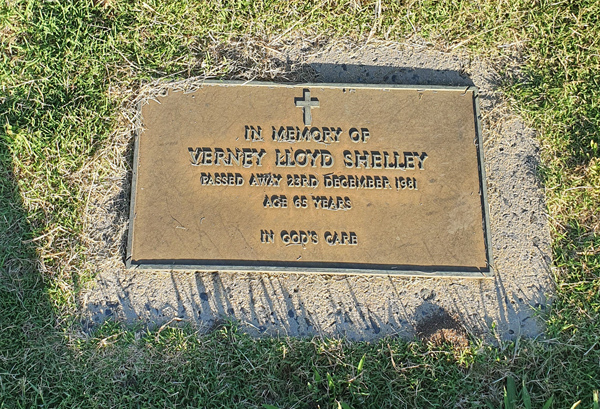 IN MEMORY OF
VERNEY LLOYD SHELLEY
PASSED AWAY 23RD DECEMBER 1981
AGE 65 YEARS
IN GOD'S CARE